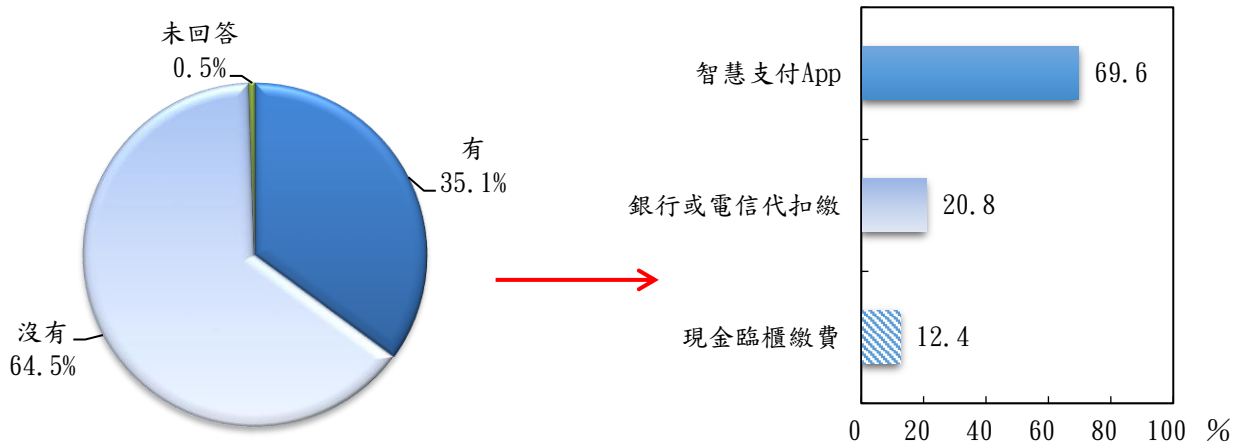 未回答
0.5%
有
35.1%
沒有
64.5%
智慧支付App
69.6
銀行或電信代扣繳
20.8
現金臨櫃繳費
12.4
0 20 40 60 80 100 %